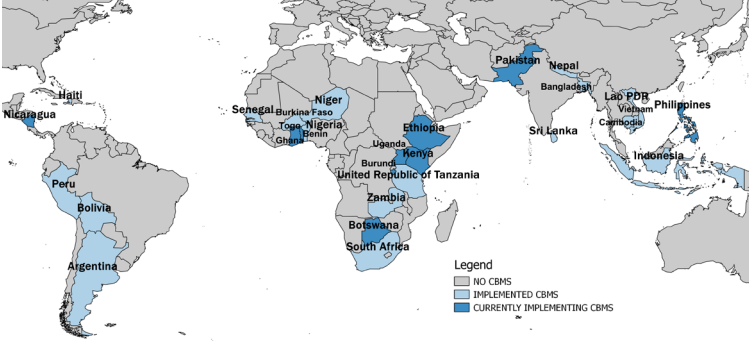 Pakistan
Nepal
Bangladesh
Haiti
Nicaragua
Senegal
Niger
Burkina Faso
Togo
Nigeria
Benin
Ghana
Ethiopia
Uganda
Kenya
Burundi
United Republic of Tanzania
Lao PDR
Vietnam
Philippines
Cambodia
Sri Lanka
Indonesia
Peru
Bolivia
Zambia
Botswana
South Africa
Argentina
Legend
NO CBMS
IMPLEMENTED CBMS
CURRENTLY IMPLEMENTING CBMS